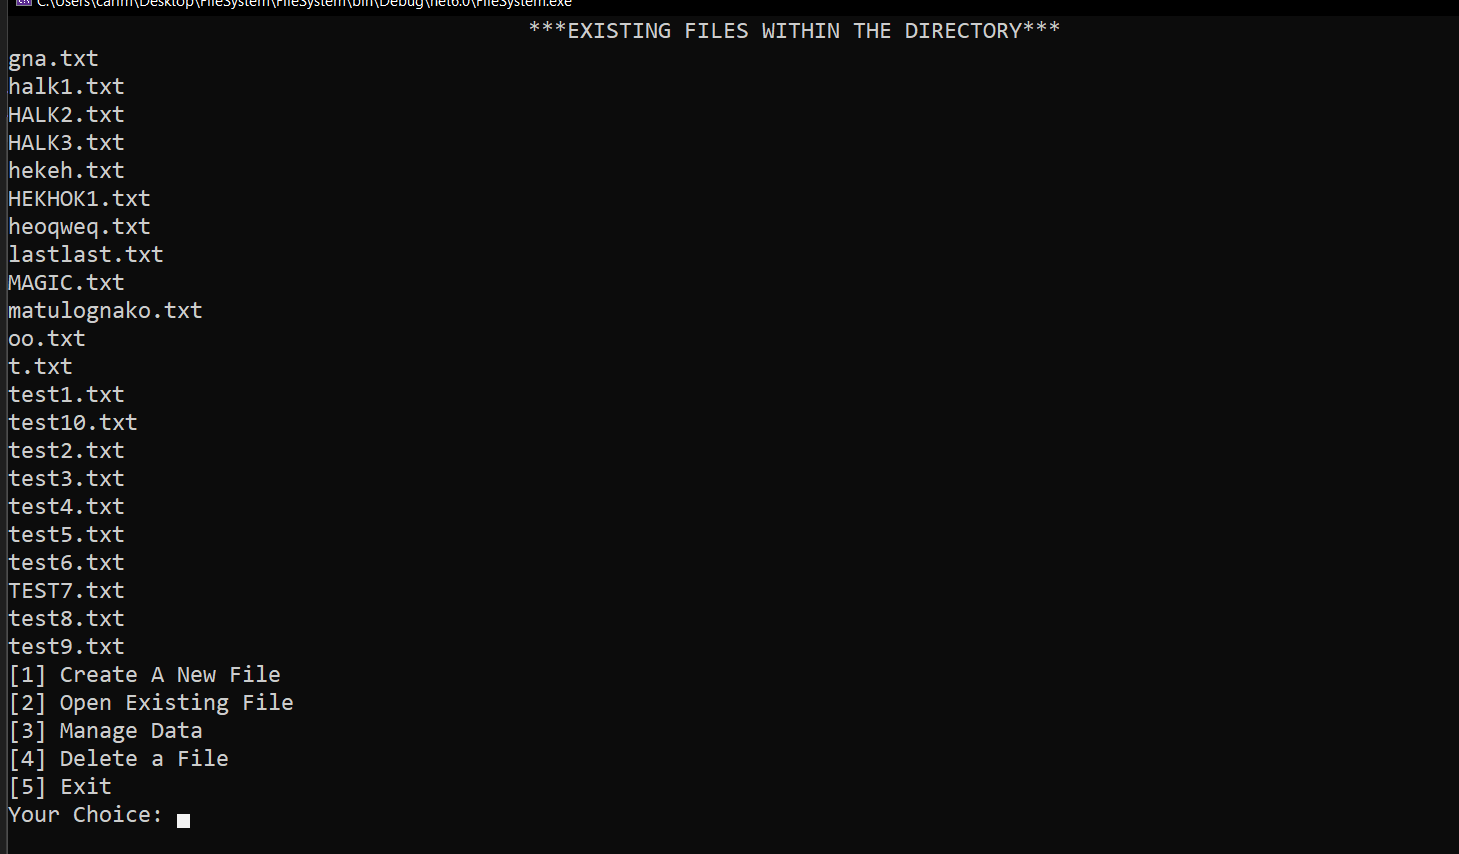 C:\Users\carim\Desktop\FileSystem\FileSystem\bin\Debug\net6.0\FileSystem.exe
***EXISTING FILES WITHIN THE DIRECTORY***
gna.txt
halk1.txt
HALK2.txt
HALK3.txt
hekeh.txt
HEKHOK1.txt
heoqweq.txt
lastlast.txt
MAGIC.txt
matulognako.txt
oo.txt
t.txt
test1.txt
test10.txt
test2.txt
test3.txt
test4.txt
test5.txt
test6.txt
TEST7.txt
test8.txt
test9.txt
[1] Create A New File
[2] Open Existing File
[3] Manage Data
[4] Delete a File
[5] Exit
Your Choice: